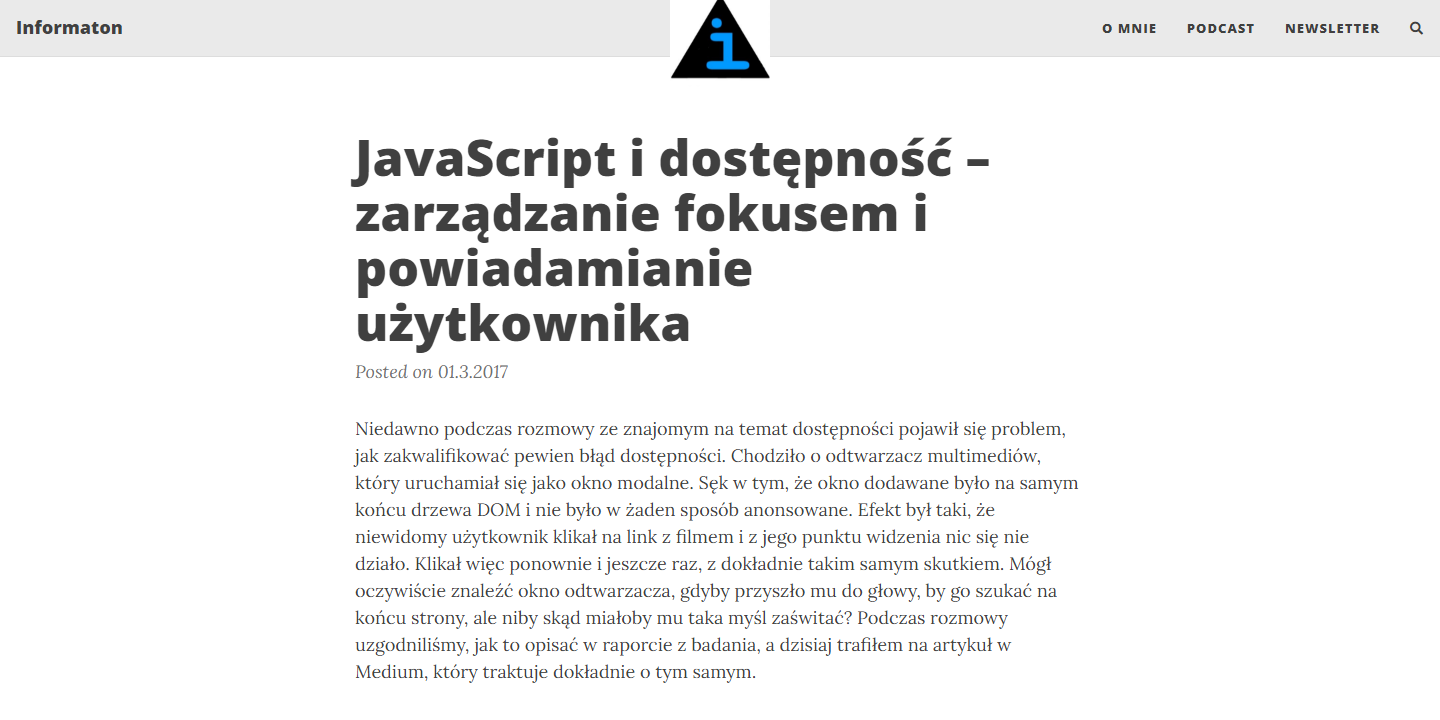 Informaton
i
O MNIE
PODCAST
NEWSLETTER
JavaScript i dostępność –
zarządzanie fokusem i
powiadamianie
użytkownika
Posted on 01.3.2017
Niedawno podczas rozmowy ze znajomym na temat dostępności pojawił się problem,
jak zakwalifikować pewien błąd dostępności. Chodziło o odtwarzacz multimediów,
który uruchamiał się jako okno modalne. Sęk w tym, że okno dodawane było na samym
końcu drzewa DOM i nie było w żaden sposób anonsowane. Efekt był taki, że
niewidomy użytkownik klikał na link z filmem i z jego punktu widzenia nic się nie
działo. Klikał więc ponownie i jeszcze raz, z dokładnie takim samym skutkiem. Mógł
oczywiście znaleźć okno odtwarzacza, gdyby przyszło mu do głowy, by go szukać na
końcu strony, ale niby skąd miałoby mu taka myśl zaświtać? Podczas rozmowy
uzgodniliśmy, jak to opisać w raporcie z badania, a dzisiaj trafiłem na artykuł w
Medium, który traktuje dokładnie o tym samym.